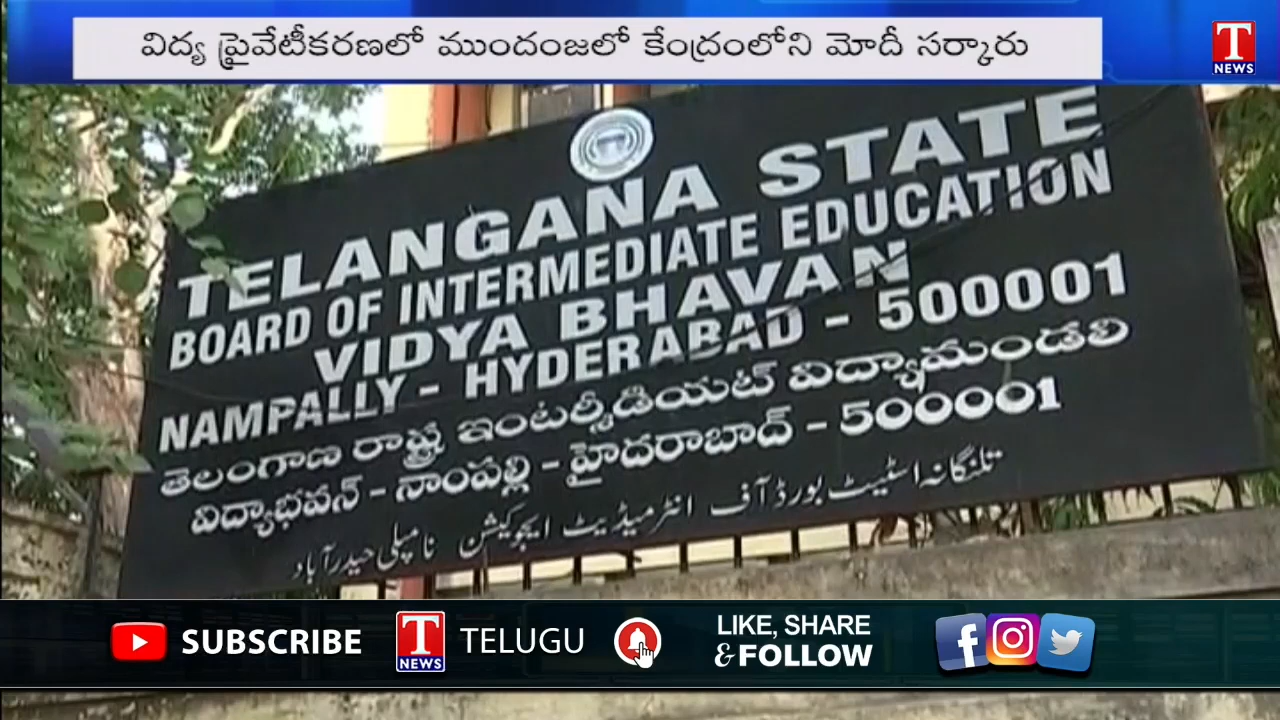 విద్య ప్రైవేటీకరణలో ముందంజలో కేంద్రంలోని మోదీ సర్కారు
T
NEWS
TELANGANA STATE
BOARD OF INTERMEDIATE EDUCATION
VIDYA BHAVAN
NAMPALLY - HYDERABAD - 500001
తెలంగాణ రాష్ట్ర ఇంటర్మీడియట్ విద్యామండలి
విద్యాభవన్ - నాంపల్లి - హైదరాబాద్ - 500001
تلنگانہ اسٹیٹ بورڈ آف انٹرمیڈیٹ ایجوکیشن نامپلی حیدرآباد
SUBSCRIBE
T
NEWS
TELUGU
LIKE, SHARE
& FOLLOW